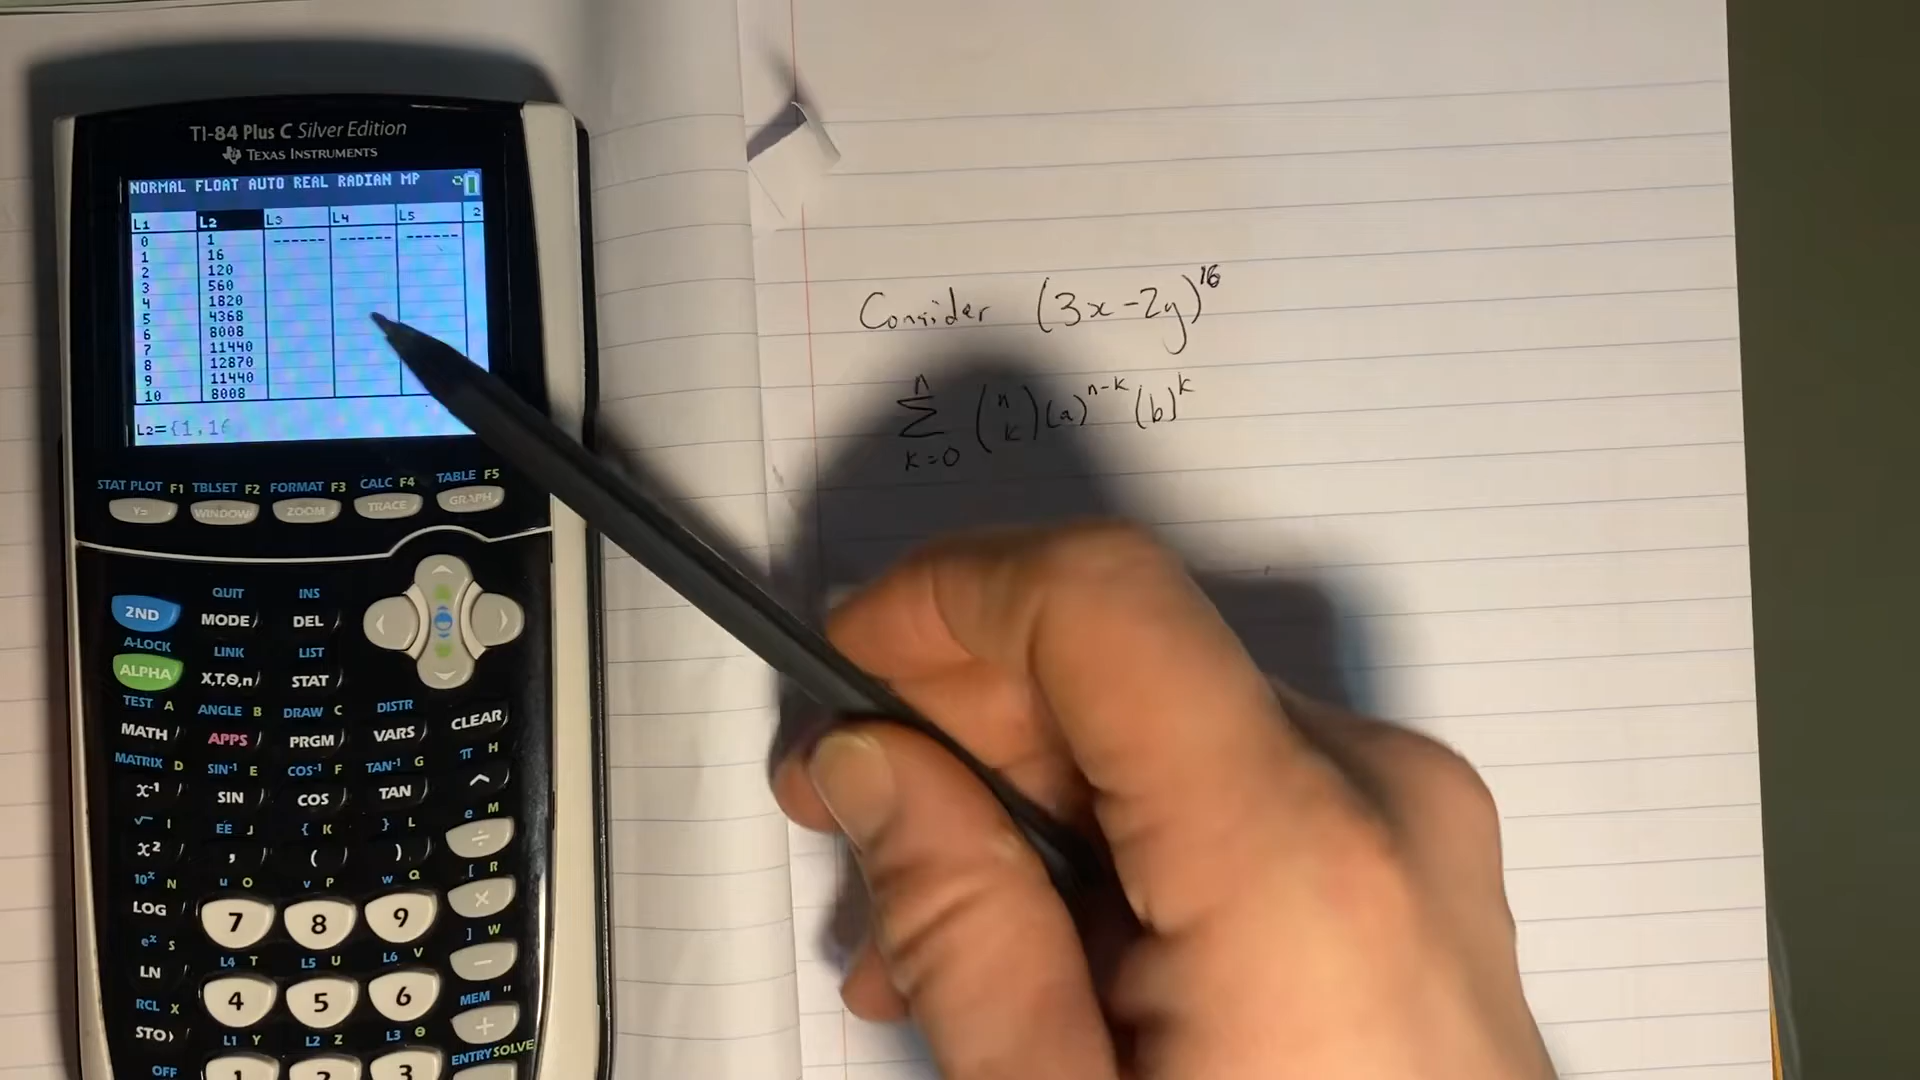 TI-84 Plus C Silver Edition
TEXAS INSTRUMENTS
NORMAL FLOAT AUTO REAL RADIAN MP
L1 L2 L3 L4 L5 2
0 1 ------ ------ ------
1 16
2 120
3 560
4 1820
5 4368
6 8008
7 11440
8 12870
9 11440
10 8008
L2={1,16
STAT PLOT F1 TBLSET F2 FORMAT F3 CALC F4 TABLE F5
Y= WINDOW ZOOM TRACE GRAPH
QUIT INS
2ND MODE DEL
A-LOCK LINK LIST
ALPHA X,T,θ,n STAT
TEST A ANGLE B DRAW C DISTR
MATH APPS PRGM VARS CLEAR
MATRIX D SIN⁻¹ E COS⁻¹ F TAN⁻¹ G π H
x⁻¹ SIN COS TAN ^
√ I EE J { K } L e M
x² , ( ) ÷
10ˣ N u O v P w Q [ R
LOG 7 8 9 ×
eˣ S L4 T L5 U L6 V ] W
LN 4 5 6 −
RCL X L1 Y L2 Z L3 θ MEM "
STO 1 2 3 +
OFF ENTRY SOLVE
Consider (3x-2y)¹⁶
n
∑ (n k) (a)ⁿ⁻ᵏ (b)ᵏ
k=0